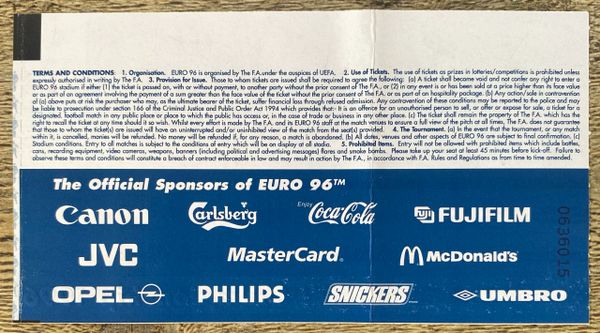 TERMS AND CONDITIONS: 1. Organisation. EURO 96 is organised by The F.A. under the auspices of UEFA. 2. Use of Tickets. The use of tickets as prizes in lotteries/competitions is prohibited unless
expressly authorised in writing by The F.A. 3. Provision for Issue: Those to whom tickets are issued shall be required to agree the following: (a) A ticket shall become void and not confer any right to enter a
EURO 96 stadium if either (1) the ticket is passed on, with or without payment, to another party without the prior consent of The F.A. or (2) in any event is or has been sold at a price higher than its face value
or as part of an agreement involving the payment of a sum greater than the face value of the ticket without the prior consent of The F.A. or as part of an hospitality package. (b) Any action/sale in contravention
of (a) above puts at risk the purchaser who may, as the ultimate bearer of the ticket, suffer financial loss through refused admission. Any contravention of these conditions may be reported to the police and may
be liable to prosecution under section 166 of the Criminal Justice and Public Order Act 1994 which provides that:- It is an offence for an unauthorised person to sell, or offer or expose for sale, a ticket for a
designated football match in any public place or place to which the public has access or, in the case of trade or business in any other place. (c) The ticket shall remain the property of The F.A. which has the
right to recall the ticket at any time should it so wish. Whilst every effort is made by The F.A. and its EURO 96 staff at the match venues to ensure a full view of the pitch at all times, The F.A. does not guarantee
that those to whom the ticket(s) are issued will have an uninterrupted and/or uninhibited view of the match from the seat(s) provided. 4. The Tournament. (a) In the event that the tournament, or any match
within it, is cancelled, monies will be refunded. No money will be refunded, for any reason, a match is abandoned. (b) All dates, venues and other aspects of EURO 96 are subject to final confirmation. (c)
Stadium conditions. Entry to all matches is subject to the conditions of entry which will be on display at all stadia. 5. Prohibited Items. Entry will not be allowed with prohibited items which include bottles,
cans, recording equipment, video cameras, weapons, banners (including political and advertising messages) flares and smoke bombs. Please take up your seat at least 45 minutes before kick-off. Failure to
observe these terms and conditions will constitute a breach of contract enforceable in law and may result in action by The F.A., in accordance with F.A. Rules and Regulations as from time to time amended.
The Official Sponsors of EURO 96™
Canon Carlsberg Enjoy Coca-Cola FUJI FUJIFILM
JVC MasterCard. McDonald's
OPEL PHILIPS SNICKERS UMBRO
0636015